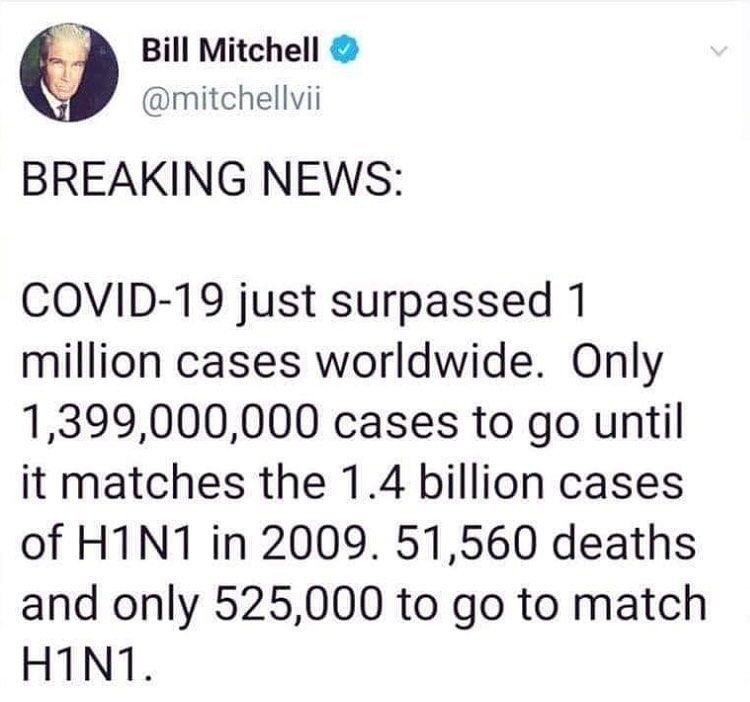 Bill Mitchell
@mitchellvii
BREAKING NEWS:
COVID-19 just surpassed 1
million cases worldwide.  Only
1,399,000,000 cases to go until
it matches the 1.4 billion cases
of H1N1 in 2009. 51,560 deaths
and only 525,000 to go to match
H1N1.